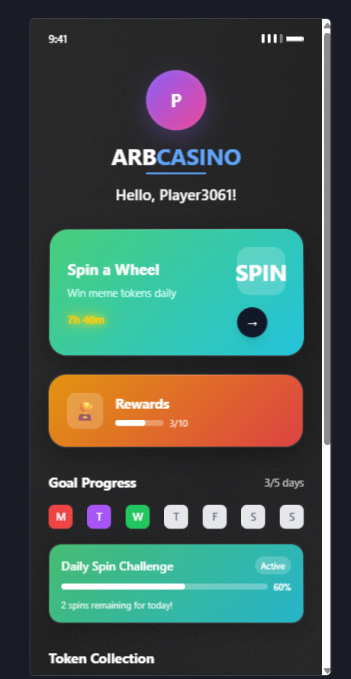 9:41
P
ARBCASINO
Hello, Player3061!
Spin a Wheel
SPIN
Win meme tokens daily
7h 40m
→
Rewards
3/10
Goal Progress
3/5 days
M T W T F S S
Daily Spin Challenge
Active
60%
2 spins remaining for today!
Token Collection